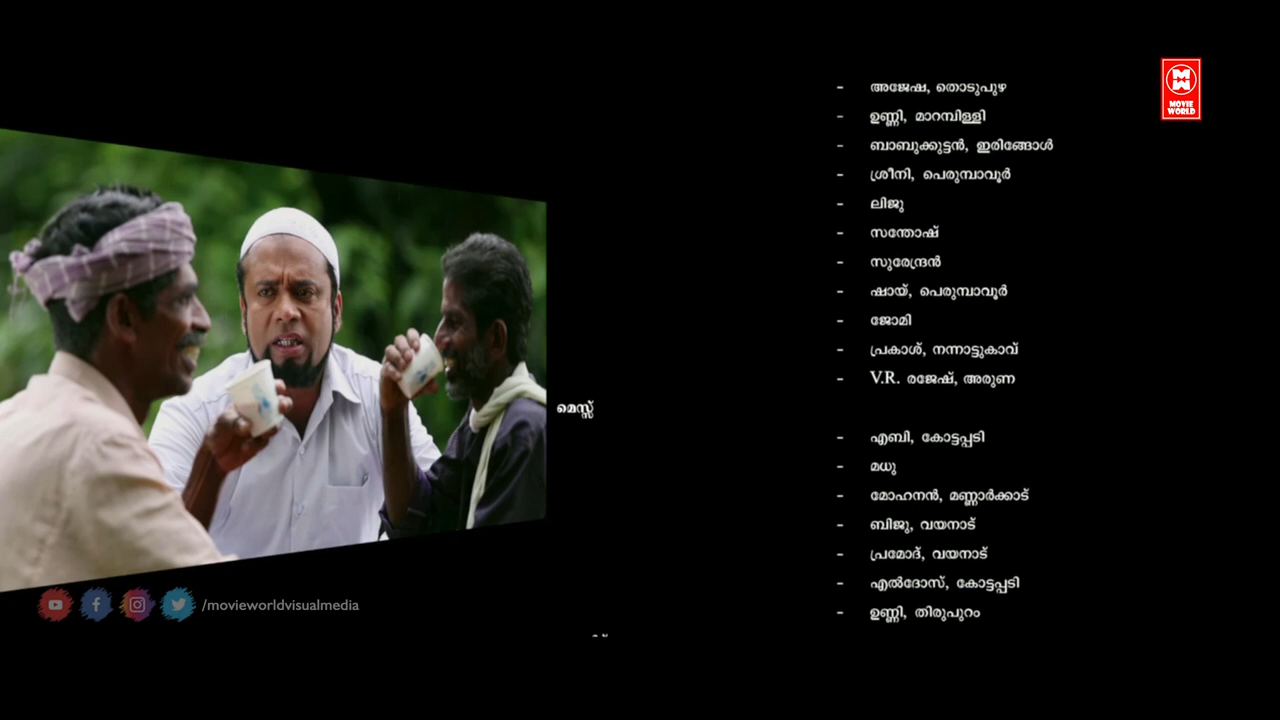 - അജേഷ, തൊടുപുഴ
- ഉണ്ണി, മാറമ്പിള്ളി
- ബാബുക്കുട്ടൻ, ഇരിങ്ങോൾ
- ശ്രീനി, പെരുമ്പാവൂർ
- ലിജു
- സന്തോഷ്
- സുരേന്ദ്രൻ
- ഷായ്, പെരുമ്പാവൂർ
- ജോമി
- പ്രകാശ്, നന്നാട്ടുകാവ്
- V.R. രജേഷ്, അരുണ
മെസ്സ്
- എബി, കോട്ടപ്പടി
- മധു
- മോഹനൻ, മണ്ണാർക്കാട്
- ബിജു, വയനാട്
- പ്രമോദ്, വയനാട്
- എൽദോസ്, കോട്ടപ്പടി
- ഉണ്ണി, തിരുപുറം
MOVIE
WORLD
/movieworldvisualmedia